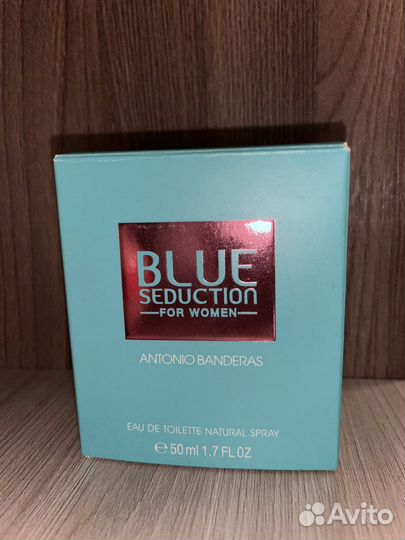 BLUE
SEDUCTION
FOR WOMEN
ANTONIO BANDERAS
EAU DE TOILETTE NATURAL SPRAY
℮ 50 ml 1.7 FL OZ
Avito